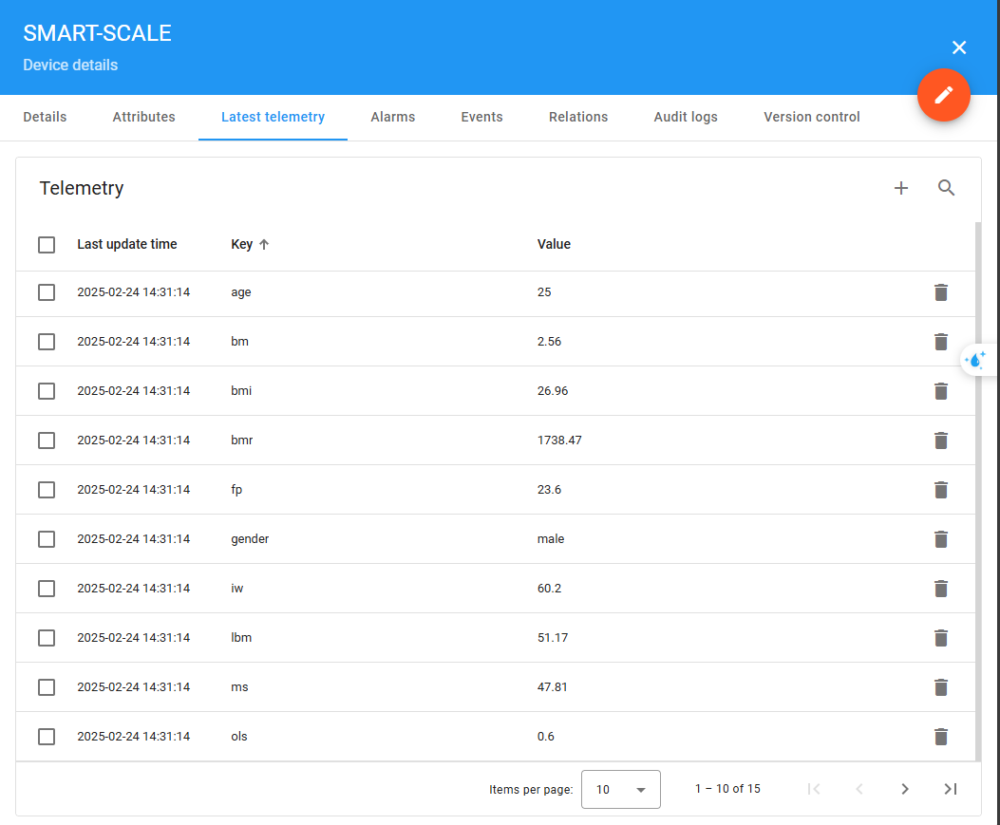 SMART-SCALE
Device details
Details Attributes Latest telemetry Alarms Events Relations Audit logs Version control
Telemetry
Last update time Key Value
2025-02-24 14:31:14 age 25
2025-02-24 14:31:14 bm 2.56
2025-02-24 14:31:14 bmi 26.96
2025-02-24 14:31:14 bmr 1738.47
2025-02-24 14:31:14 fp 23.6
2025-02-24 14:31:14 gender male
2025-02-24 14:31:14 iw 60.2
2025-02-24 14:31:14 lbm 51.17
2025-02-24 14:31:14 ms 47.81
2025-02-24 14:31:14 ols 0.6
Items per page: 10 1 – 10 of 15